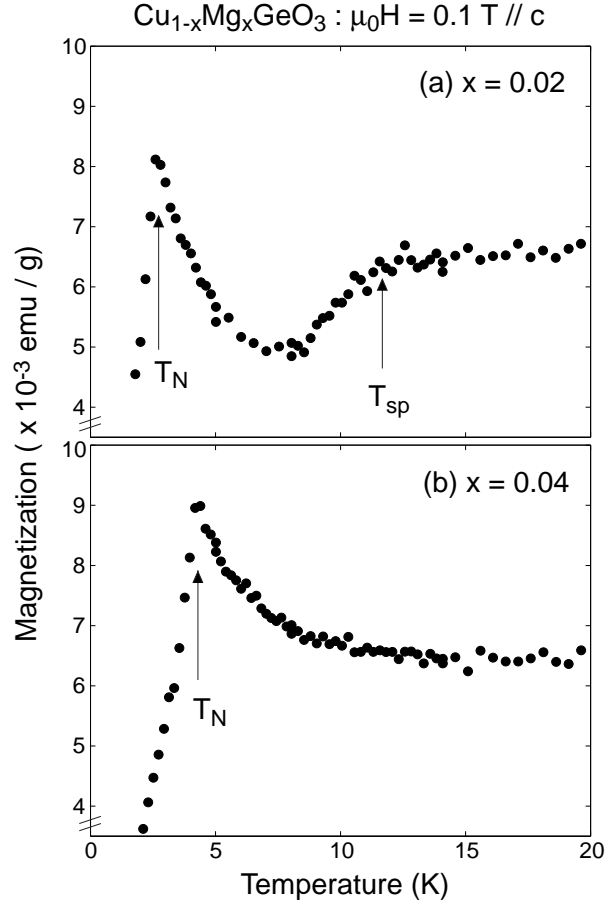 Cu1-xMgxGeO3 : μ0H = 0.1 T // c
(a) x = 0.02
10
9
8
7
6
5
4
TN
Tsp
Magnetization ( x 10-3 emu / g)
(b) x = 0.04
10
9
8
7
6
5
4
TN
0
5
10
15
20
Temperature (K)